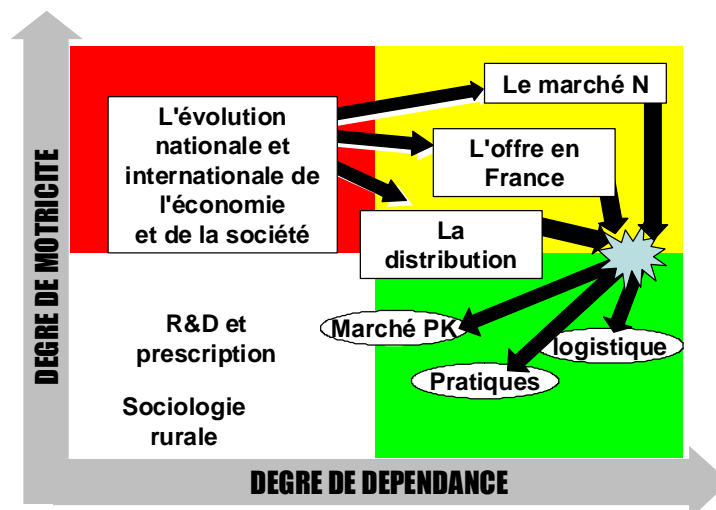 DEGRE DE MOTRICITE
L'évolution
nationale et
internationale de
l'économie
et de la société
Le marché N
L'offre en
France
La
distribution
R&D et
prescription
Sociologie
rurale
Marché PK
Pratiques
logistique
DEGRE DE DEPENDANCE